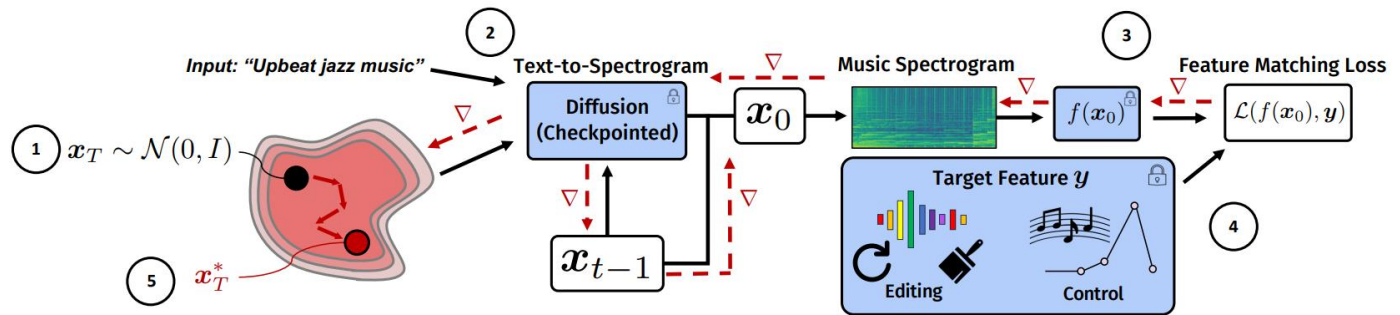 2
3
Input: "Upbeat jazz music"
Text-to-Spectrogram
∇
Music Spectrogram
Feature Matching Loss
∇
Diffusion
(Checkpointed)
x_0
∇
f(x_0)
∇
L(f(x_0), y)
1
x_T ∼ N(0, I)
∇
∇
∇
x_{t−1}
Target Feature y
Editing
Control
4
5
x_T^*